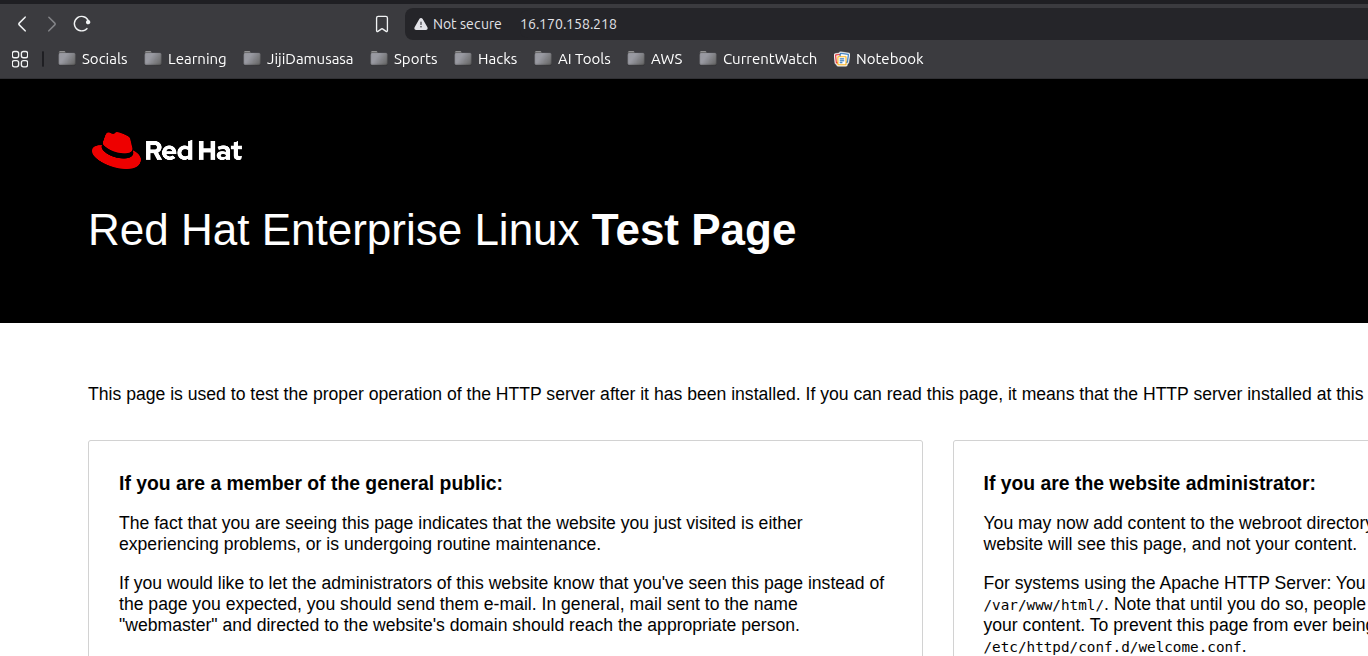 Not secure 16.170.158.218
Socials Learning JijiDamusasa Sports Hacks AI Tools AWS CurrentWatch Notebook
Red Hat
Red Hat Enterprise Linux Test Page
This page is used to test the proper operation of the HTTP server after it has been installed. If you can read this page, it means that the HTTP server installed at this
If you are a member of the general public:
The fact that you are seeing this page indicates that the website you just visited is either
experiencing problems, or is undergoing routine maintenance.
If you would like to let the administrators of this website know that you've seen this page instead of
the page you expected, you should send them e-mail. In general, mail sent to the name
"webmaster" and directed to the website's domain should reach the appropriate person.
If you are the website administrator:
You may now add content to the webroot directory
website will see this page, and not your content.
For systems using the Apache HTTP Server: You
/var/www/html/. Note that until you do so, people
your content. To prevent this page from ever being
/etc/httpd/conf.d/welcome.conf.